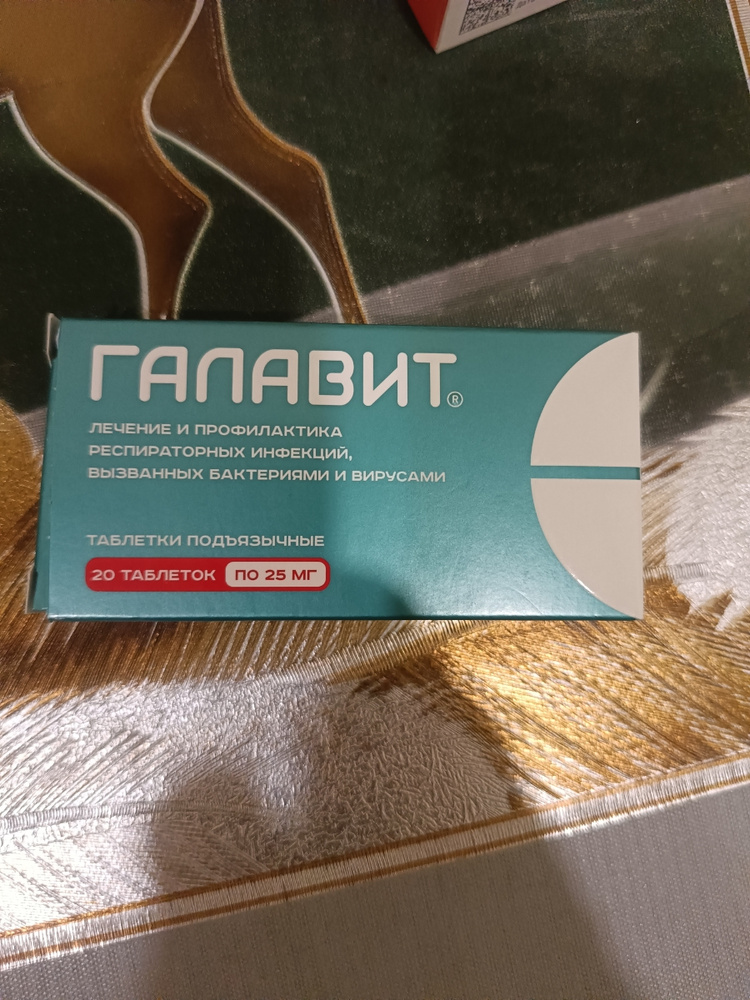 ГАЛАВИТ®
ЛЕЧЕНИЕ И ПРОФИЛАКТИКА
РЕСПИРАТОРНЫХ ИНФЕКЦИЙ,
ВЫЗВАННЫХ БАКТЕРИЯМИ И ВИРУСАМИ
ТАБЛЕТКИ ПОДЪЯЗЫЧНЫЕ
20 ТАБЛЕТОК ПО 25 МГ